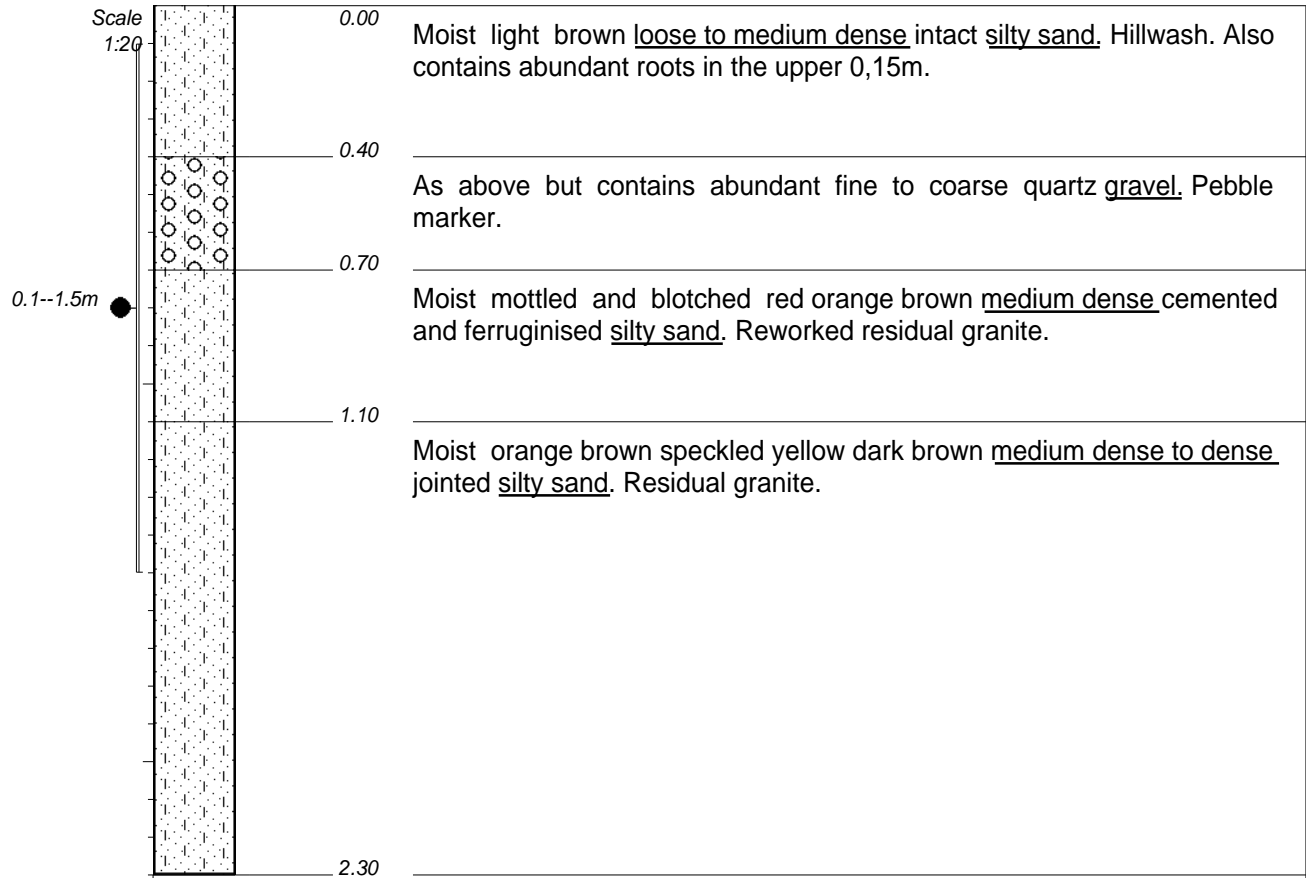 Scale
1:20
0.00
Moist light brown loose to medium dense intact silty sand. Hillwash. Also
contains abundant roots in the upper 0,15m.
0.40
As above but contains abundant fine to coarse quartz gravel. Pebble
marker.
0.70
0.1--1.5m
Moist mottled and blotched red orange brown medium dense cemented
and ferruginised silty sand. Reworked residual granite.
1.10
Moist orange brown speckled yellow dark brown medium dense to dense
jointed silty sand. Residual granite.
2.30